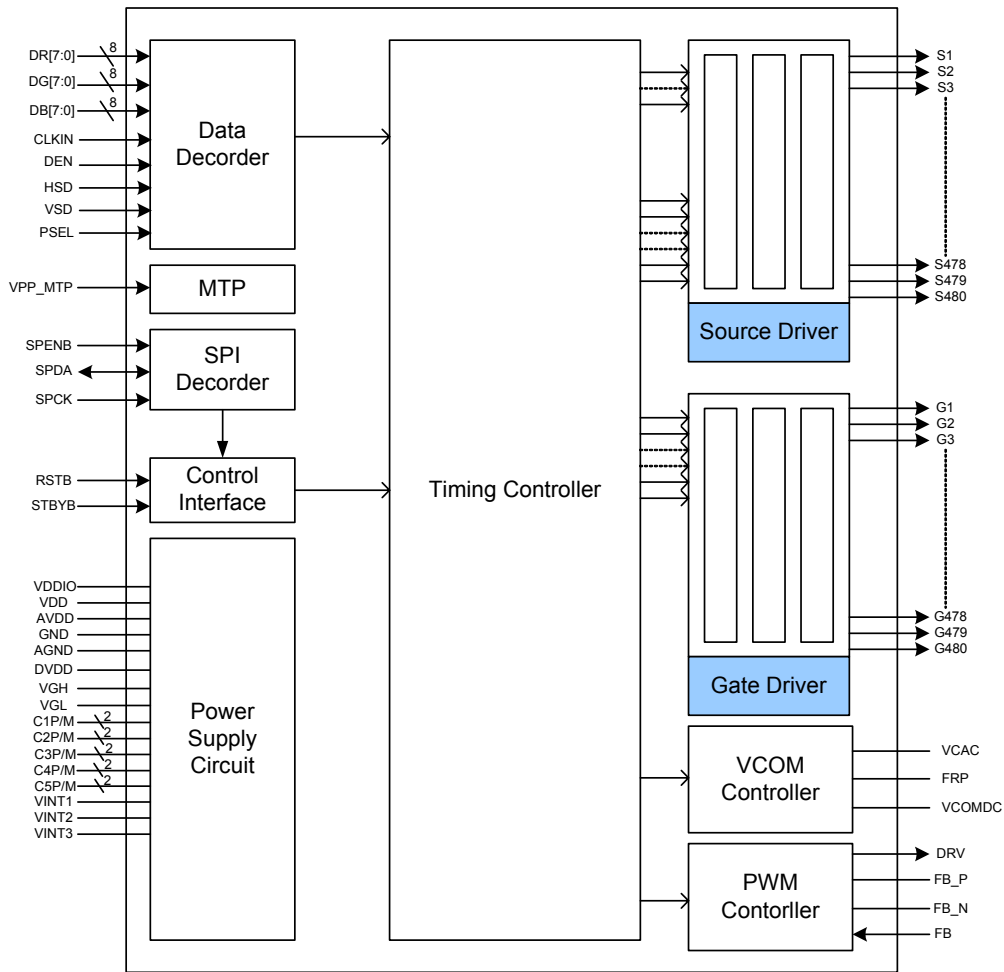 DR[7:0]
8
DG[7:0]
8
DB[7:0]
8
CLKIN
DEN
HSD
VSD
PSEL
Data
Decorder
VPP_MTP
MTP
SPENB
SPDA
SPCK
SPI
Decorder
RSTB
STBYB
Control
Interface
VDDIO
VDD
AVDD
GND
AGND
DVDD
VGH
VGL
C1P/M
2
C2P/M
2
C3P/M
2
C4P/M
2
C5P/M
2
VINT1
VINT2
VINT3
Power
Supply
Circuit
Timing Controller
Source Driver
S1
S2
S3
S478
S479
S480
Gate Driver
G1
G2
G3
G478
G479
G480
VCOM
Controller
VCAC
FRP
VCOMDC
PWM
Contorller
DRV
FB_P
FB_N
FB